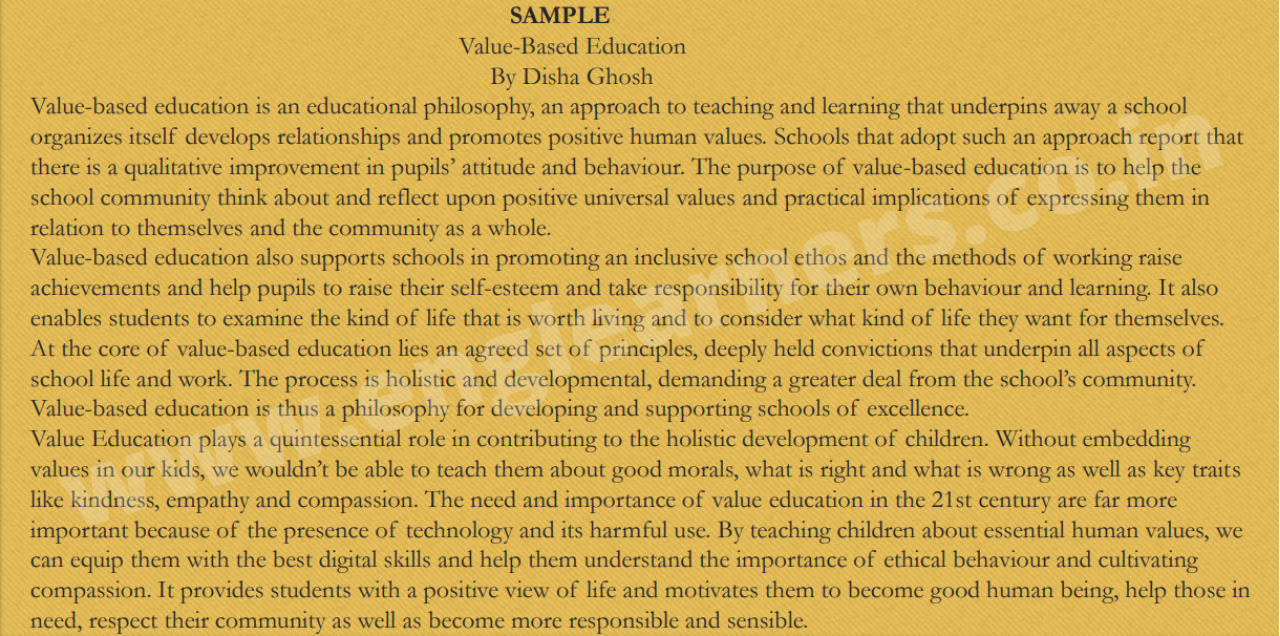 SAMPLE
Value-Based Education
By Disha Ghosh
Value-based education is an educational philosophy, an approach to teaching and learning that underpins away a school
organizes itself develops relationships and promotes positive human values. Schools that adopt such an approach report that
there is a qualitative improvement in pupils’ attitude and behaviour. The purpose of value-based education is to help the
school community think about and reflect upon positive universal values and practical implications of expressing them in
relation to themselves and the community as a whole.
Value-based education also supports schools in promoting an inclusive school ethos and the methods of working raise
achievements and help pupils to raise their self-esteem and take responsibility for their own behaviour and learning. It also
enables students to examine the kind of life that is worth living and to consider what kind of life they want for themselves.
At the core of value-based education lies an agreed set of principles, deeply held convictions that underpin all aspects of
school life and work. The process is holistic and developmental, demanding a greater deal from the school’s community.
Value-based education is thus a philosophy for developing and supporting schools of excellence.
Value Education plays a quintessential role in contributing to the holistic development of children. Without embedding
values in our kids, we wouldn’t be able to teach them about good morals, what is right and what is wrong as well as key traits
like kindness, empathy and compassion. The need and importance of value education in the 21st century are far more
important because of the presence of technology and its harmful use. By teaching children about essential human values, we
can equip them with the best digital skills and help them understand the importance of ethical behaviour and cultivating
compassion. It provides students with a positive view of life and motivates them to become good human being, help those in
need, respect their community as well as become more responsible and sensible.
www.englearners.co.in